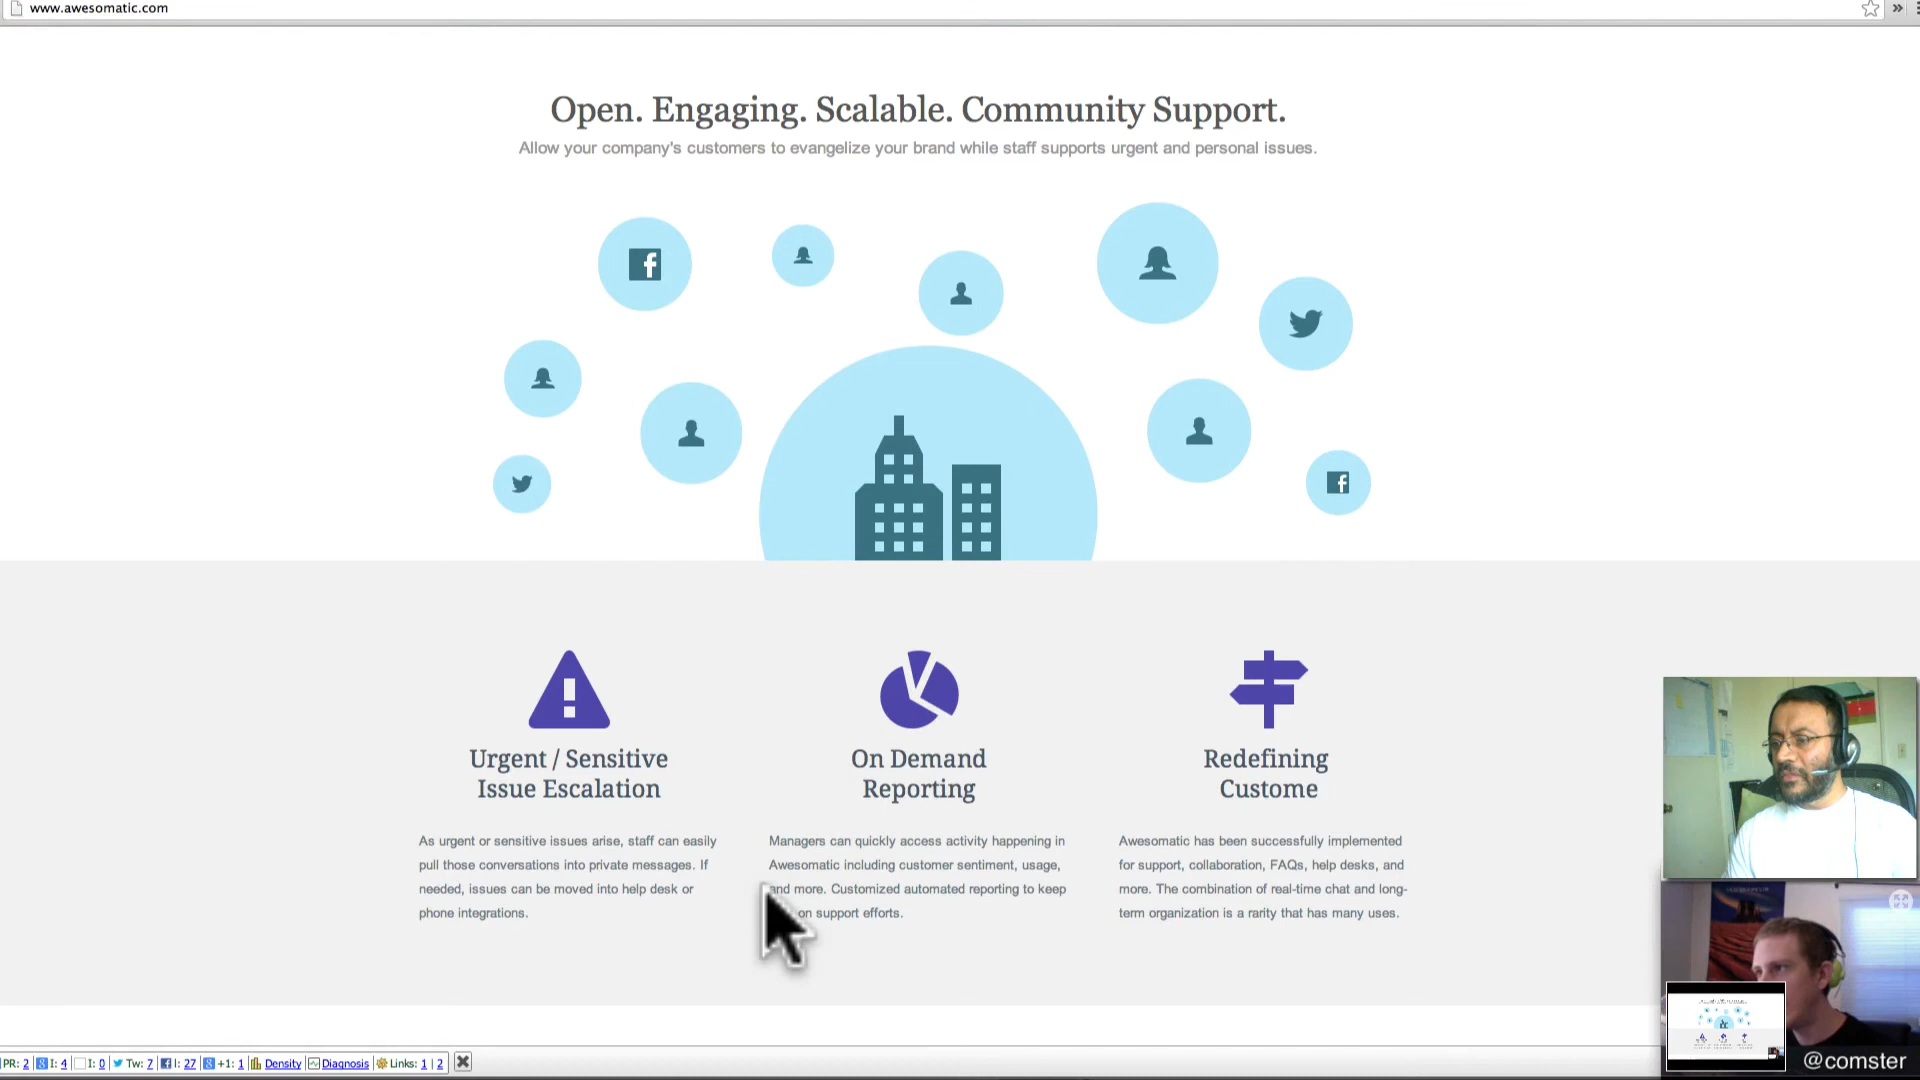 www.awesomatic.com
Open. Engaging. Scalable. Community Support.
Allow your company's customers to evangelize your brand while staff supports urgent and personal issues.
Urgent / Sensitive
Issue Escalation
As urgent or sensitive issues arise, staff can easily
pull those conversations into private messages. If
needed, issues can be moved into help desk or
phone integrations.
On Demand
Reporting
Managers can quickly access activity happening in
Awesomatic including customer sentiment, usage,
and more. Customized automated reporting to keep
on support efforts.
Redefining
Custome
Awesomatic has been successfully implemented
for support, collaboration, FAQs, help desks, and
more. The combination of real-time chat and long-
term organization is a rarity that has many uses.
PR: 2 I: 4 I: 0 Tw: 7 I: 27 +1: 1 Density Diagnosis Links: 1 | 2
@comster